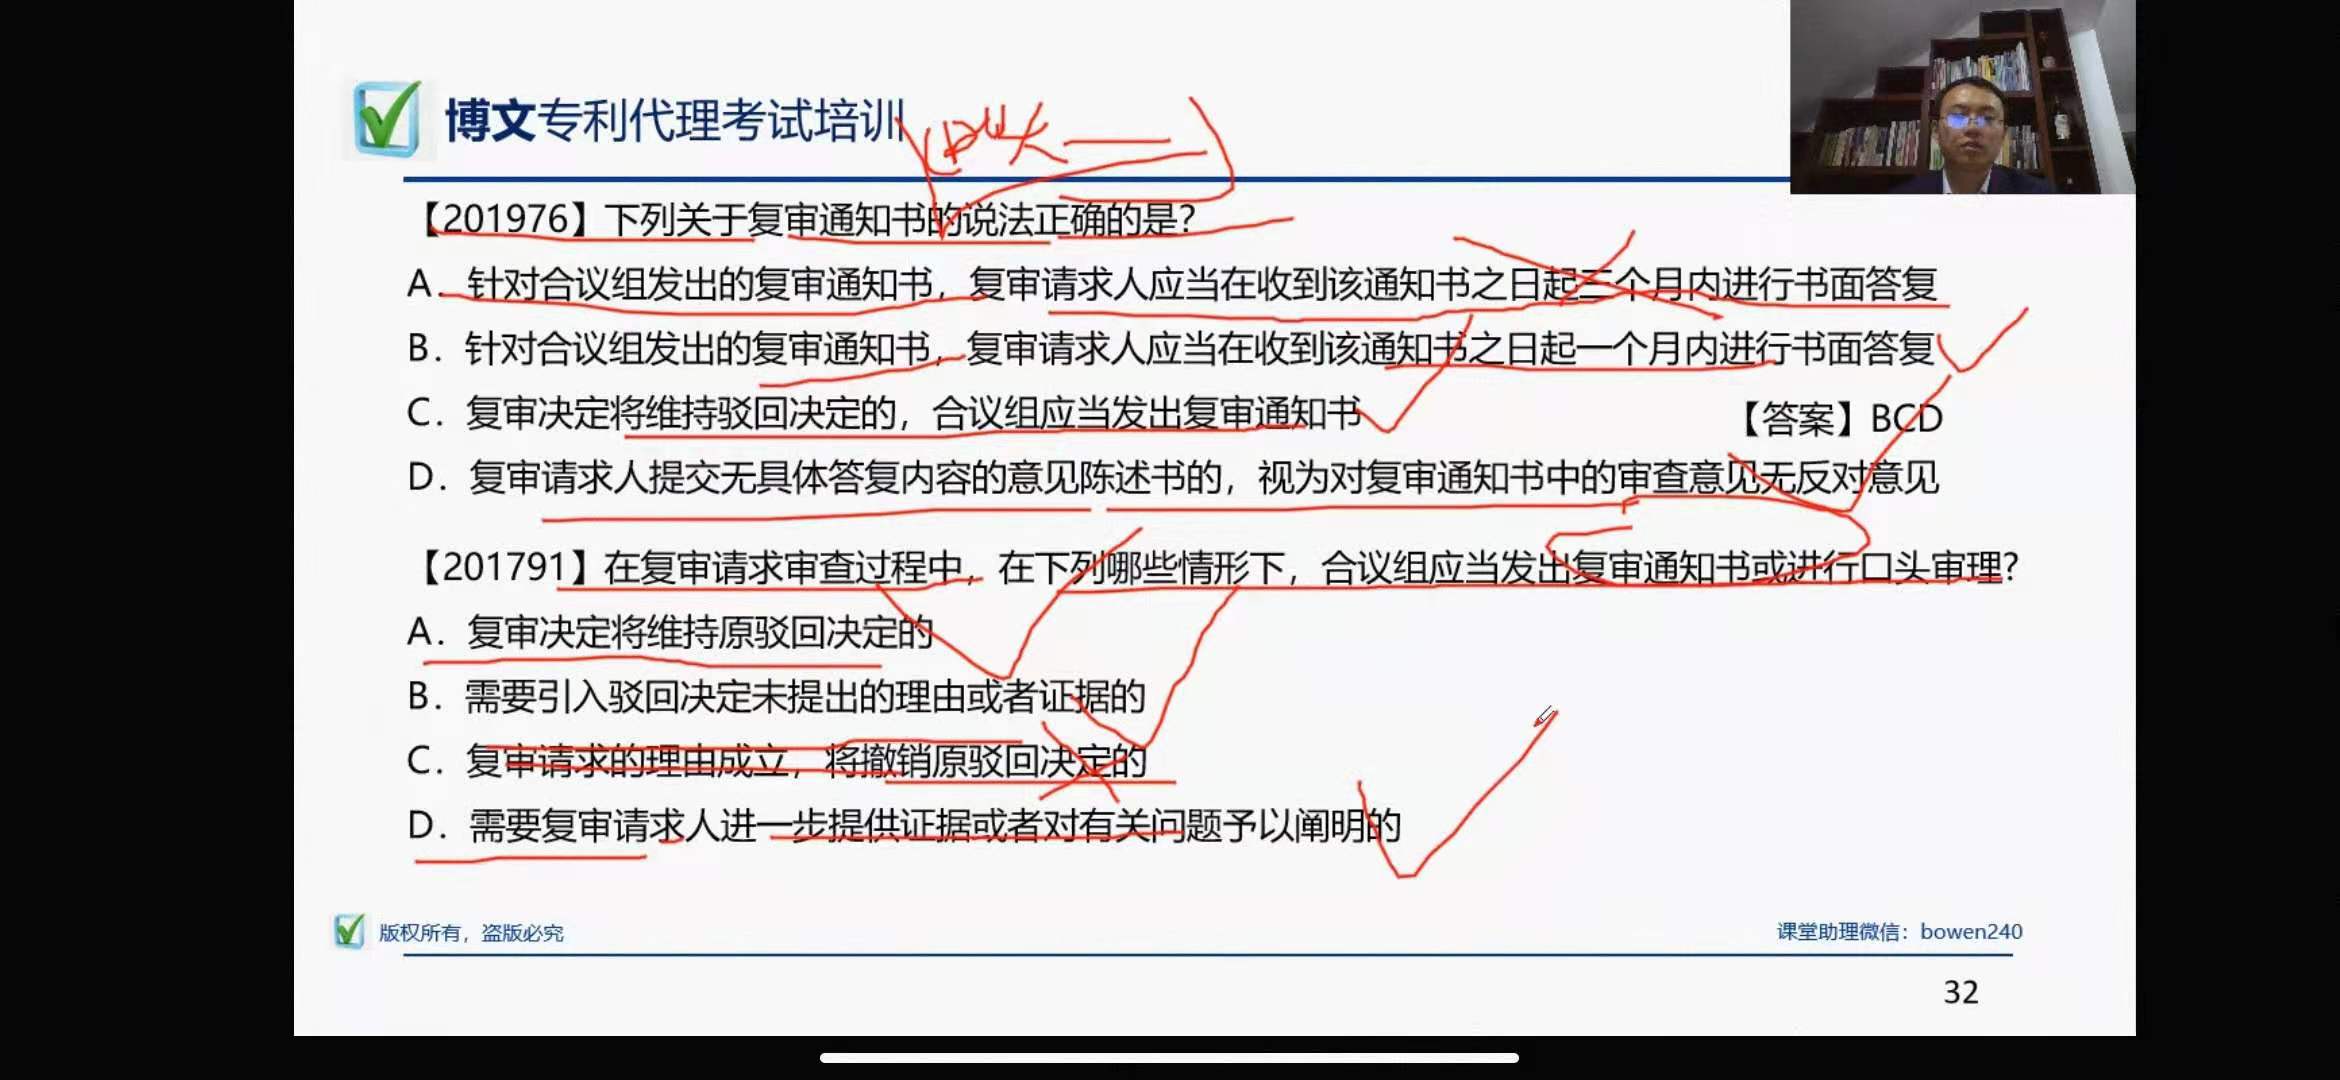 博文专利代理考试培训
【201976】下列关于复审通知书的说法正确的是?
A. 针对合议组发出的复审通知书，复审请求人应当在收到该通知书之日起三个月内进行书面答复
B. 针对合议组发出的复审通知书，复审请求人应当在收到该通知书之日起一个月内进行书面答复
C. 复审决定将维持驳回决定的，合议组应当发出复审通知书
【答案】BCD
D. 复审请求人提交无具体答复内容的意见陈述书的，视为对复审通知书中的审查意见无反对意见
【201791】在复审请求审查过程中，在下列哪些情形下，合议组应当发出复审通知书或进行口头审理?
A. 复审决定将维持原驳回决定的
B. 需要引入驳回决定未提出的理由或者证据的
C. 复审请求的理由成立，将撤销原驳回决定的
D. 需要复审请求人进一步提供证据或者对有关问题予以阐明的
版权所有，盗版必究
课堂助理微信：bowen240
32